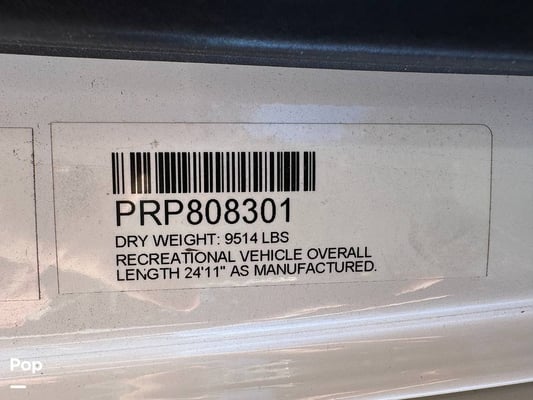 PRP808301
DRY WEIGHT: 9514 LBS
RECREATIONAL VEHICLE OVERALL
LENGTH 24'11" AS MANUFACTURED.
Pop